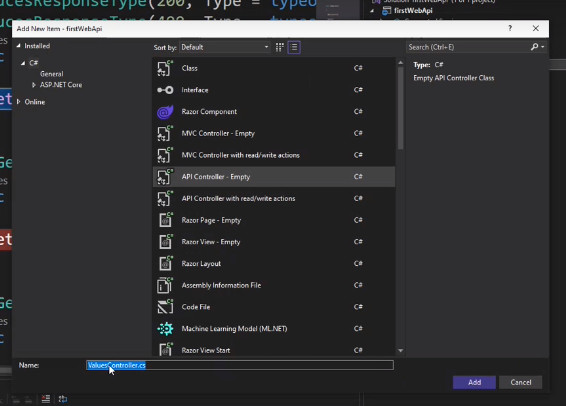 sResponseType(200, Type = typeo
Solution 'firstWebApi'
firstWebApi
Add New Item - firstWebApi
? ×
Installed
Sort by: Default
Search (Ctrl+E)
C#
General
ASP.NET Core
Online
Class C#
Interface C#
Razor Component C#
MVC Controller - Empty C#
MVC Controller with read/write actions C#
API Controller - Empty C#
API Controller with read/write actions C#
Razor Page - Empty C#
Razor View - Empty C#
Razor Layout C#
Assembly Information File C#
Code File C#
Machine Learning Model (ML.NET) C#
Razor View Start C#
Type: C#
Empty API Controller Class
Name: ValuesController.cs
Add Cancel